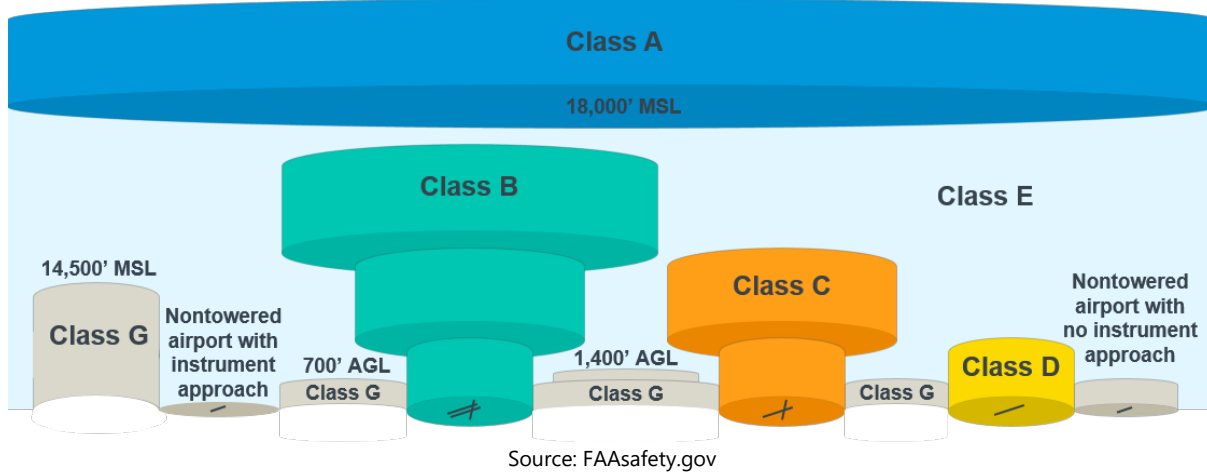 Class A
18,000’ MSL
Class B
Class E
14,500’ MSL
Class G
Nontowered
airport with
instrument
approach
700’ AGL
Class G
1,400’ AGL
Class G
Class C
Class G
Class D
Nontowered
airport with
no instrument
approach
Source: FAAsafety.gov